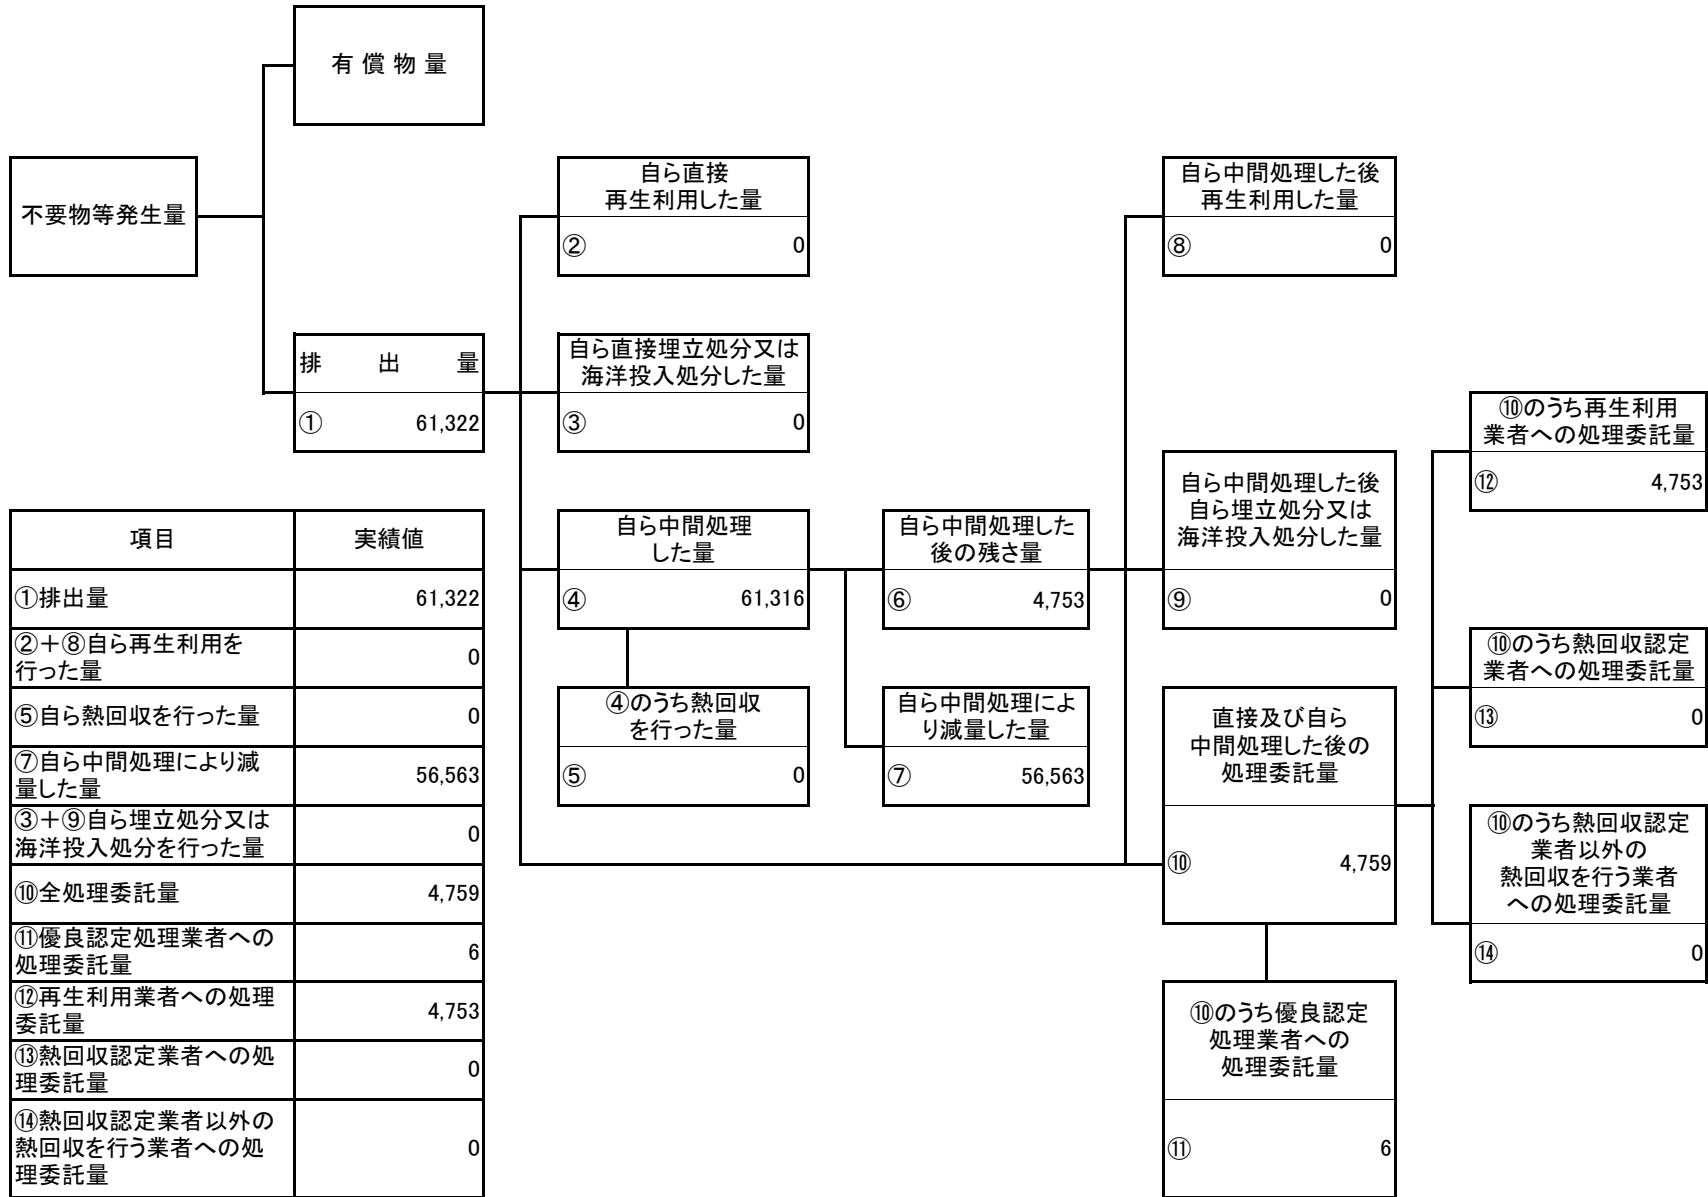 有 償 物 量
不要物等発生量
自ら直接
再生利用した量
② 0
自ら中間処理した後
再生利用した量
⑧ 0
排 出 量
① 61,322
自ら直接埋立処分又は
海洋投入処分した量
③ 0
⑩のうち再生利用
業者への処理委託量
⑫ 4,753
自ら中間処理した後
自ら埋立処分又は
海洋投入処分した量
⑨ 0
自ら中間処理
した量
④ 61,316
自ら中間処理した
後の残さ量
⑥ 4,753
⑩のうち熱回収認定
業者への処理委託量
⑬ 0
④のうち熱回収
を行った量
⑤ 0
自ら中間処理によ
り減量した量
⑦ 56,563
直接及び自ら
中間処理した後の
処理委託量
⑩ 4,759
⑩のうち熱回収認定
業者以外の
熱回収を行う業者
への処理委託量
⑭ 0
⑩のうち優良認定
処理業者への
処理委託量
⑪ 6
項目 実績値
①排出量 61,322
②+⑧自ら再生利用を
行った量 0
⑤自ら熱回収を行った量 0
⑦自ら中間処理により減
量した量 56,563
③+⑨自ら埋立処分又は
海洋投入処分を行った量 0
⑩全処理委託量 4,759
⑪優良認定処理業者への
処理委託量 6
⑫再生利用業者への処理
委託量 4,753
⑬熱回収認定業者への処
理委託量 0
⑭熱回収認定業者以外の
熱回収を行う業者への処
理委託量 0